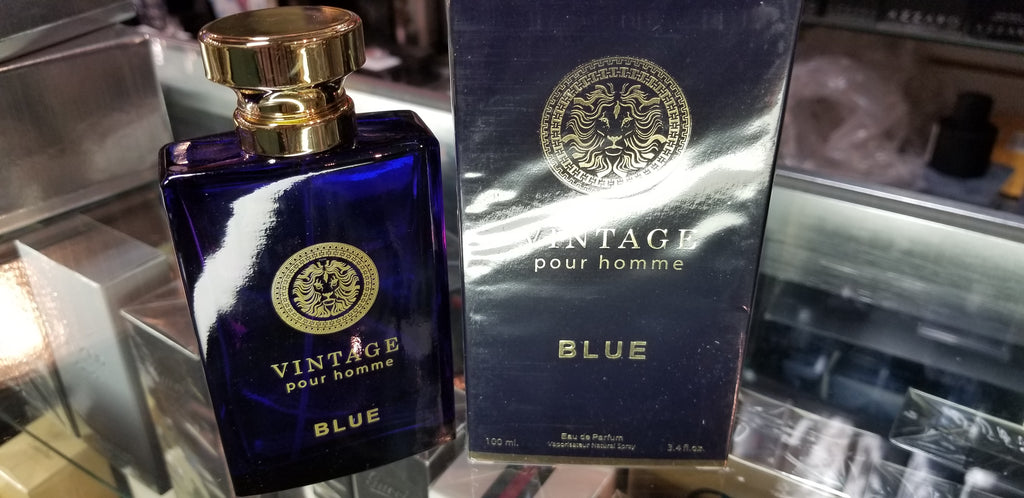 VINTAGE
pour homme
BLUE
VINTAGE
pour homme
BLUE
100 ml.
Eau de Parfum
Vaporisateur Natural Spray
3.4 fl.oz.
AZZARO